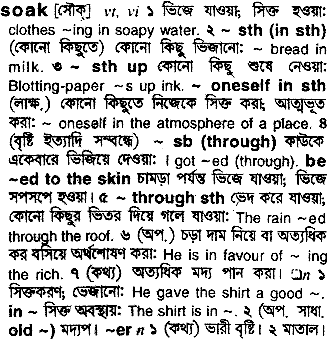 soak [সৌক্] vt, vi ১ ভিজে যাওয়া; সিক্ত হওয়া:
clothes ~ing in soapy water. ২ ~ sth (in sth)
(কোনো কিছুতে) কোনো কিছু ভিজানো: ~ bread in
milk. ৩ ~ sth up কোনো কিছু শুষে নেওয়া:
Blotting-paper ~s up ink. ~ oneself in sth
(লাক্ষ.) কোনো কিছুতে নিজেকে সিক্ত করা; আত্মভূত
করা: ~ oneself in the atmosphere of a place. ৪
(বৃষ্টি ইত্যাদি সম্বন্ধে) ~ sb (through) কাউকে
একেবারে ভিজিয়ে দেওয়া: I got ~ed (through). be
~ed to the skin চামড়া পর্যন্ত ভিজে যাওয়া; ভিজে
সপসপে হওয়া। ৫ ~ through sth ভেদ করে যাওয়া;
কোনো কিছুর ভিতর দিয়ে গলে যাওয়া: The rain ~ed
through the roof. ৬ (অপ.) চড়া দাম নিয়ে বা অত্যধিক
কর বসিয়ে অর্থশোষণ করা: He is in favour of ~ ing
the rich. ৭ (কথ্য) অত্যধিক মদ্য পান করা। □n ১
সিক্তকরণ; ভেজানো: He gave the shirt a good ~.
in ~ সিক্ত অবস্থায়: The shirt is in ~. ২ (অপ. সাধা.
old ~) মদ্যপ। ~er n ১ (কথ্য) ভারী বৃষ্টি। ২ মাতাল।